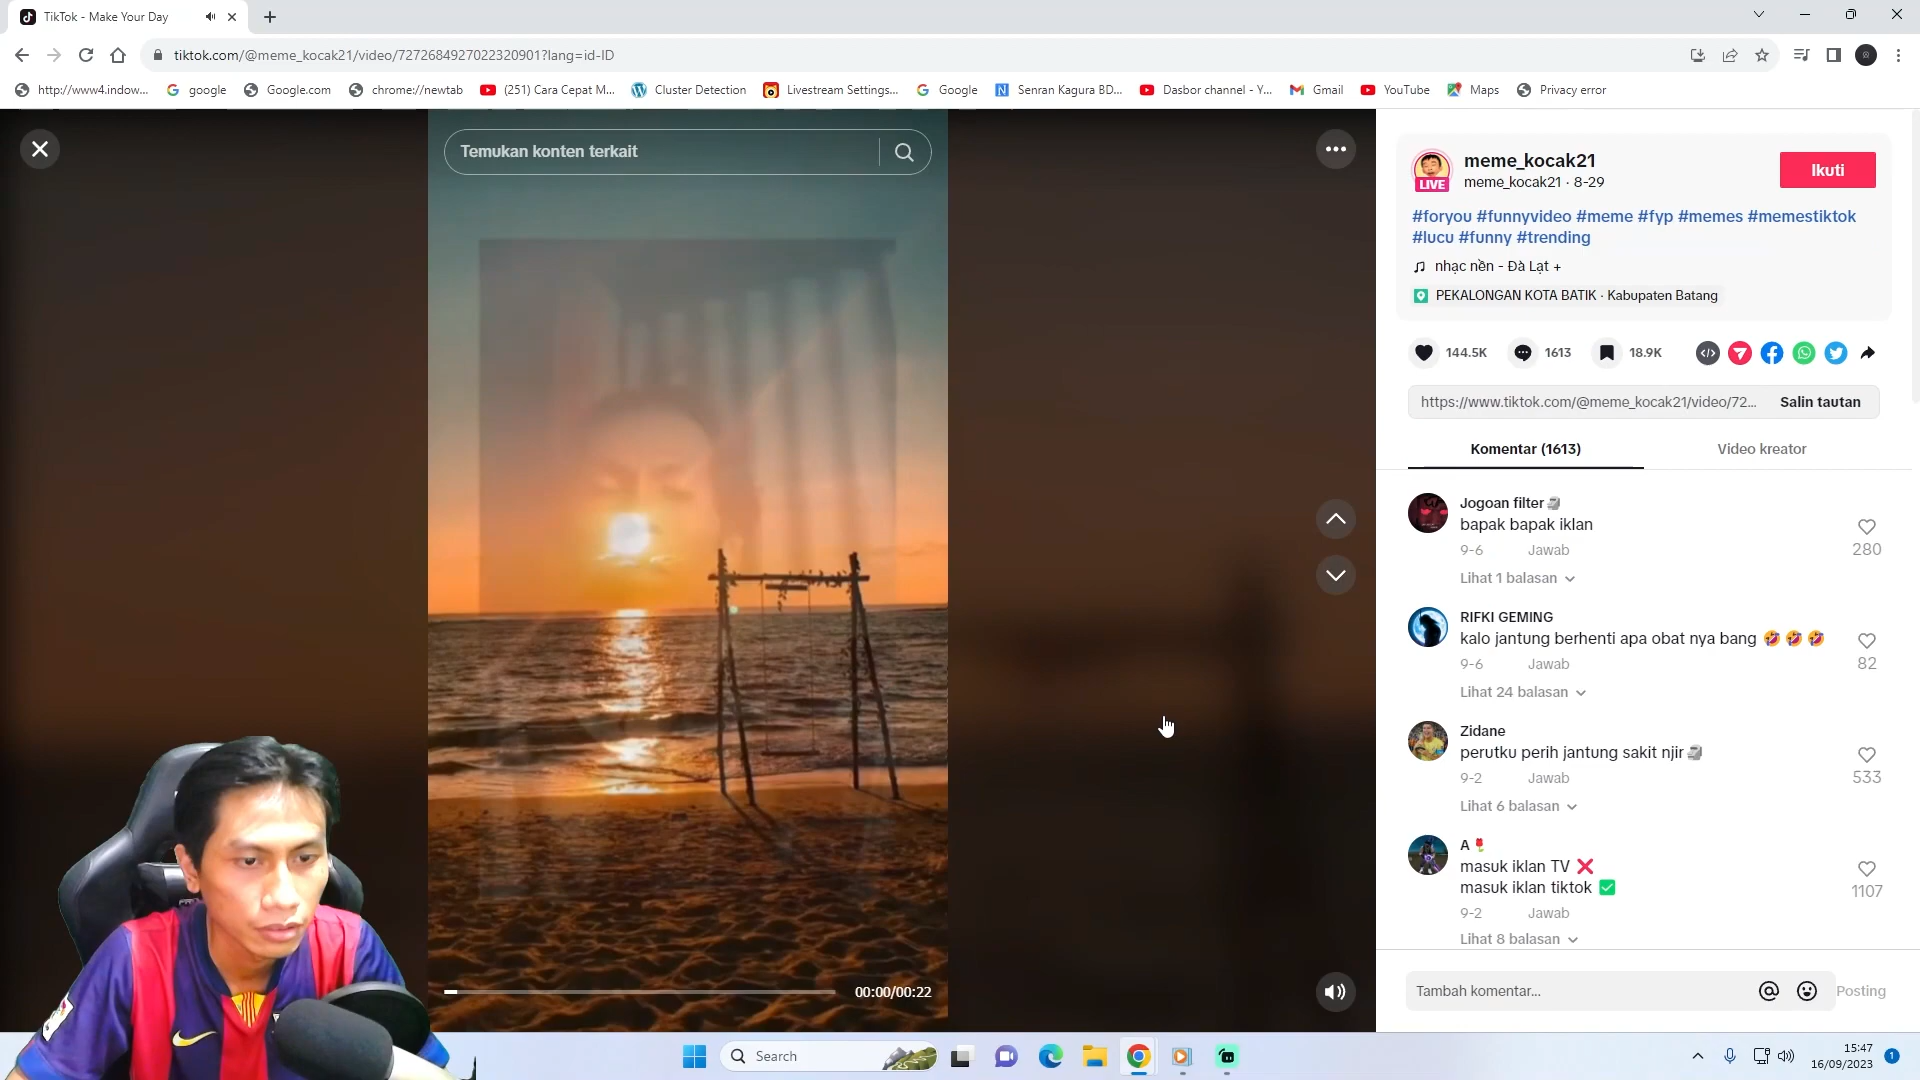 TikTok - Make Your Day
tiktok.com/@meme_kocak21/video/7272684927022320901?lang=id-ID
http://www4.indow...
google
Google.com
chrome://newtab
(251) Cara Cepat M...
Cluster Detection
Livestream Settings...
Google
Senran Kagura BD...
Dasbor channel - Y...
Gmail
YouTube
Maps
Privacy error
Temukan konten terkait
meme_kocak21
LIVE
meme_kocak21 · 8-29
Ikuti
#foryou #funnyvideo #meme #fyp #memes #memestiktok
#lucu #funny #trending
nhạc nền - Đà Lạt +
PEKALONGAN KOTA BATIK · Kabupaten Batang
144.5K
1613
18.9K
https://www.tiktok.com/@meme_kocak21/video/72...
Salin tautan
Komentar (1613)
Video kreator
Jogoan filter🗿
bapak bapak iklan
9-6 Jawab
280
Lihat 1 balasan
RIFKI GEMING
kalo jantung berhenti apa obat nya bang 🤣🤣🤣
9-6 Jawab
82
Lihat 24 balasan
Zidane
perutku perih jantung sakit njir🗿
9-2 Jawab
533
Lihat 6 balasan
A🌹
masuk iklan TV ❌
masuk iklan tiktok ✅
9-2 Jawab
1107
Lihat 8 balasan
00:00/00:22
Tambah komentar...
Posting
Search
15:47
16/09/2023
1